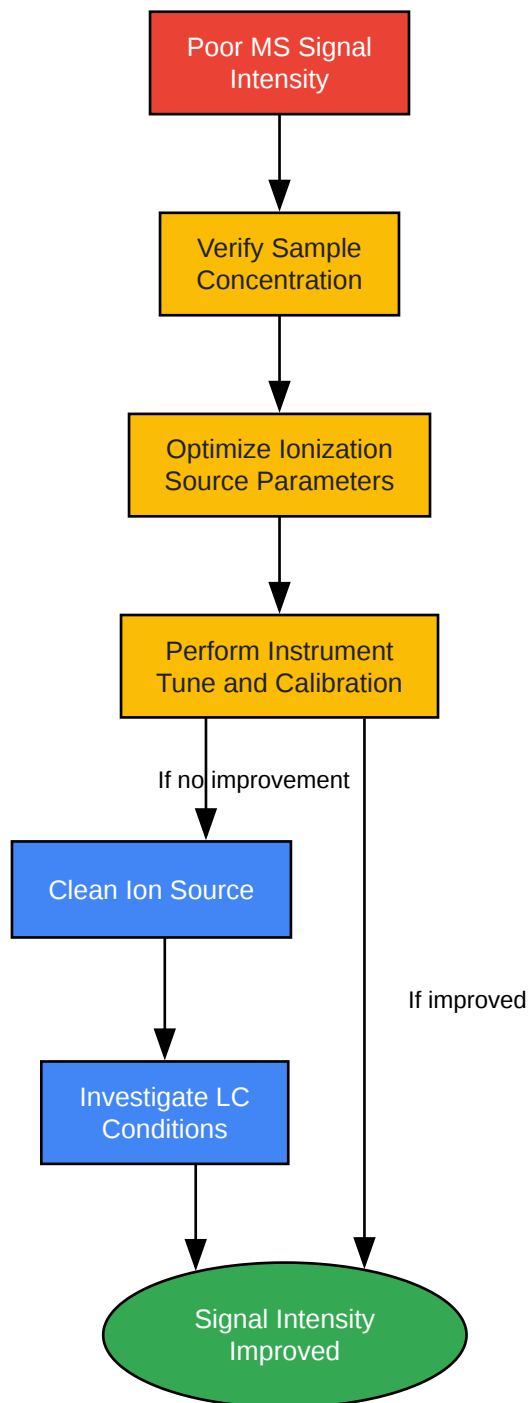 Poor MS Signal
Intensity
Verify Sample
Concentration
Optimize Ionization
Source Parameters
Perform Instrument
Tune and Calibration
If no improvement
Clean Ion Source
If improved
Investigate LC
Conditions
Signal Intensity
Improved